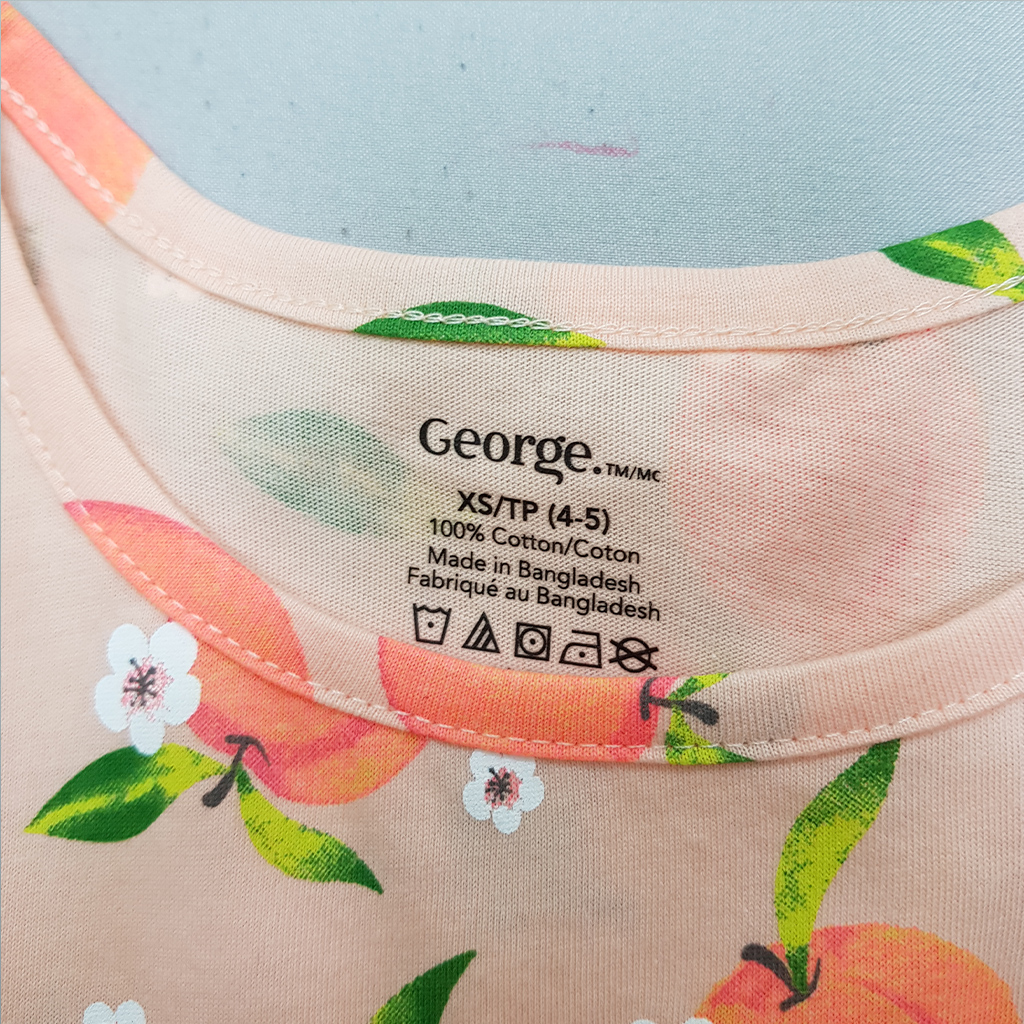 George.TM/MC
XS/TP (4-5)
100% Cotton/Coton
Made in Bangladesh
Fabriqué au Bangladesh